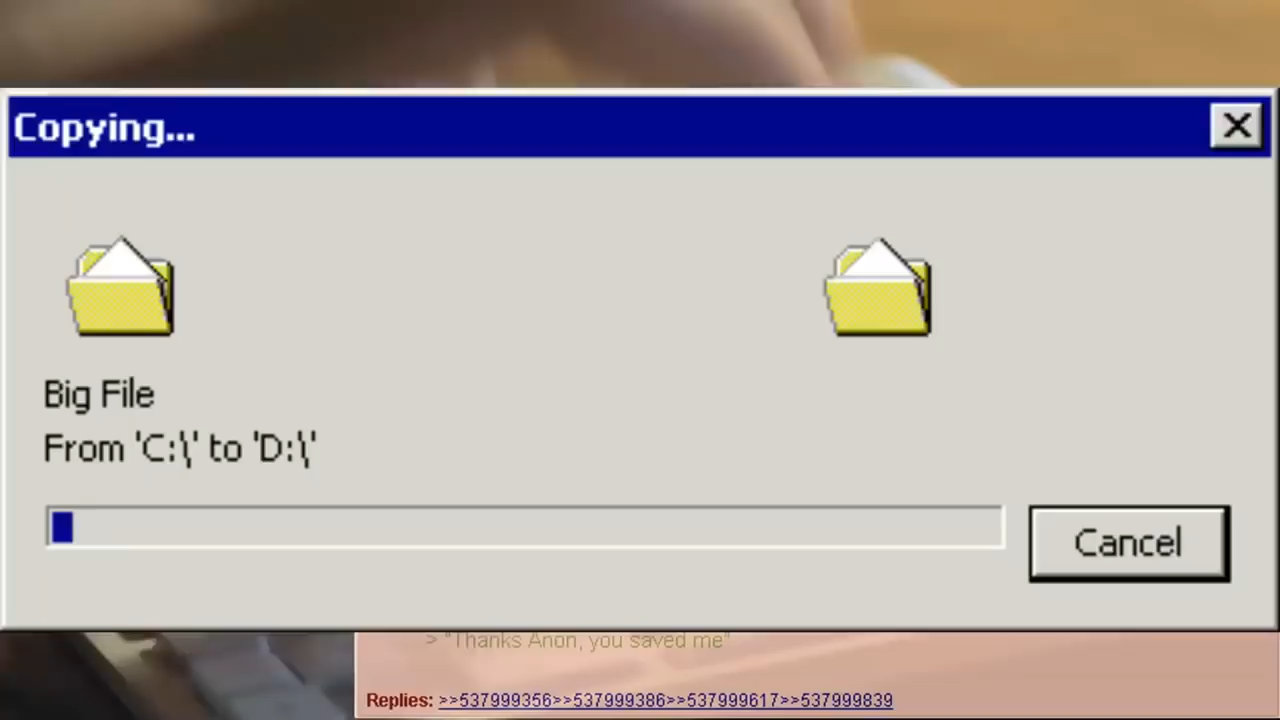 Copying...
Big File
From 'C:\' to 'D:\'
Cancel
> "Thanks Anon, you saved me"
Replies: >>537999356>>537999386>>537999617>>537999839